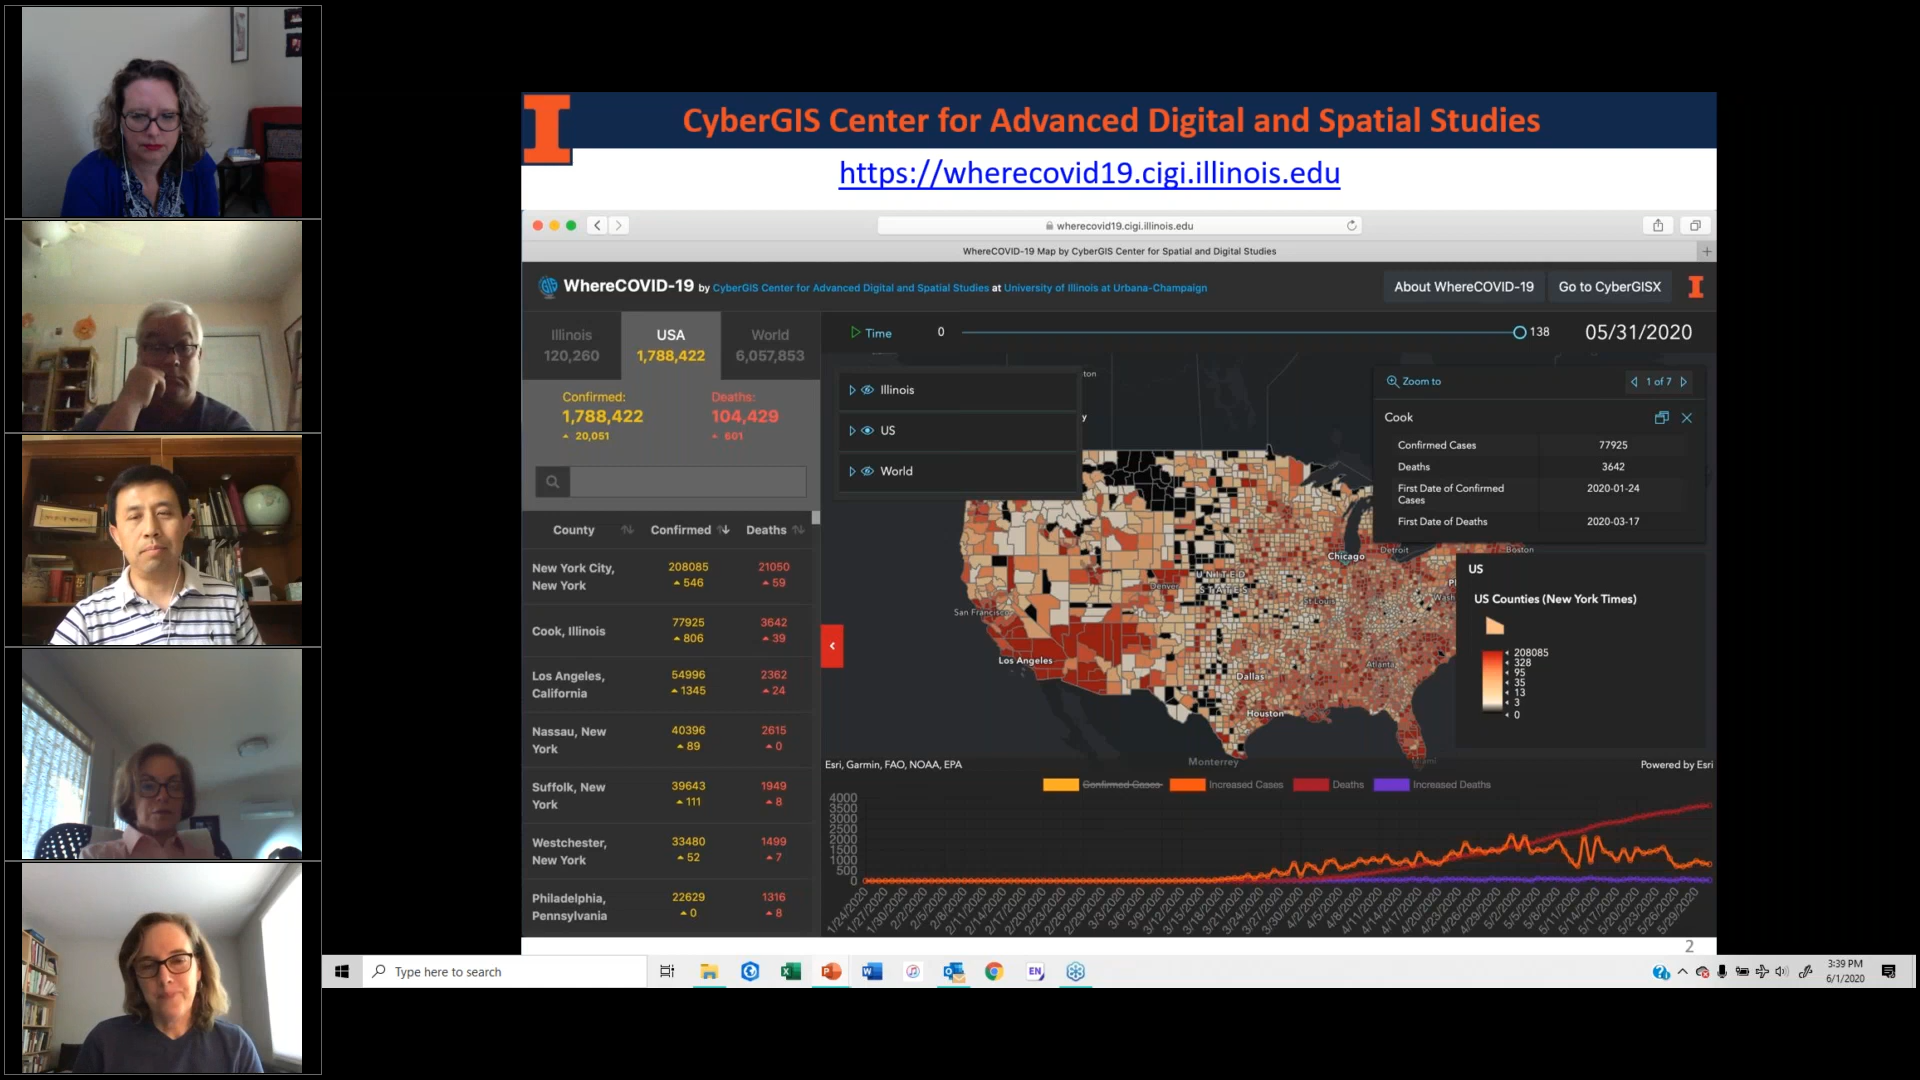 CyberGIS Center for Advanced Digital and Spatial Studies
https://wherecovid19.cigi.illinois.edu
wherecovid19.cigi.illinois.edu
WhereCOVID-19 Map by CyberGIS Center for Spatial and Digital Studies
WhereCOVID-19 by CyberGIS Center for Advanced Digital and Spatial Studies at University of Illinois at Urbana-Champaign
About WhereCOVID-19
Go to CyberGISX
Illinois
120,260
USA
1,788,422
World
6,057,853
Confirmed:
1,788,422
20,051
Deaths:
104,429
601
County Confirmed Deaths
New York City, New York 208085 546 21050 59
Cook, Illinois 77925 806 3642 39
Los Angeles, California 54996 1345 2362 24
Nassau, New York 40396 89 2615 0
Suffolk, New York 39643 111 1949 8
Westchester, New York 33480 52 1499 7
Philadelphia, Pennsylvania 22629 0 1316 8
Time 0 138 05/31/2020
Illinois
US
World
Zoom to
1 of 7
Cook
Confirmed Cases 77925
Deaths 3642
First Date of Confirmed Cases 2020-01-24
First Date of Deaths 2020-03-17
Chicago
Detroit
Boston
UNITED
STATES
Denver
St Louis
Wash
San Francisco
Los Angeles
Atlanta
Dallas
Houston
Monterrey
Miami
US
US Counties (New York Times)
208085
328
95
35
13
3
0
Esri, Garmin, FAO, NOAA, EPA
Powered by Esri
Confirmed Cases Increased Cases Deaths Increased Deaths
4000
3500
3000
2500
2000
1500
1000
500
0
2
Type here to search
EN
3:39 PM
6/1/2020